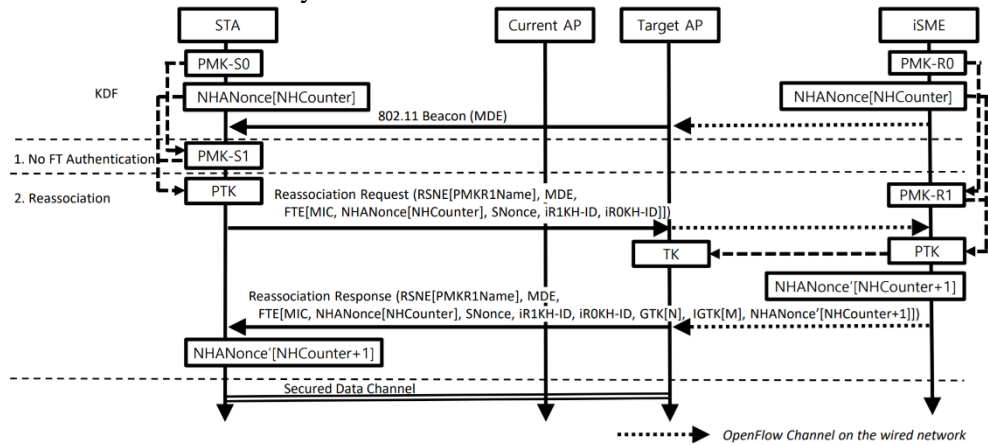 STA
Current AP
Target AP
iSME
PMK-S0
PMK-R0
KDF
NHANonce[NHCounter]
NHANonce[NHCounter]
802.11 Beacon (MDE)
1. No FT Authentication
PMK-S1
2. Reassociation
PTK
Reassociation Request (RSNE[PMKR1Name], MDE,
FTE[MIC, NHANonce[NHCounter], SNonce, iR1KH-ID, iR0KH-ID]])
PMK-R1
TK
PTK
NHANonce'[NHCounter+1]
Reassociation Response (RSNE[PMKR1Name], MDE,
FTE[MIC, NHANonce[NHCounter], SNonce, iR1KH-ID, iR0KH-ID, GTK[N], IGTK[M], NHANonce'[NHCounter+1]])
NHANonce'[NHCounter+1]
Secured Data Channel
OpenFlow Channel on the wired network